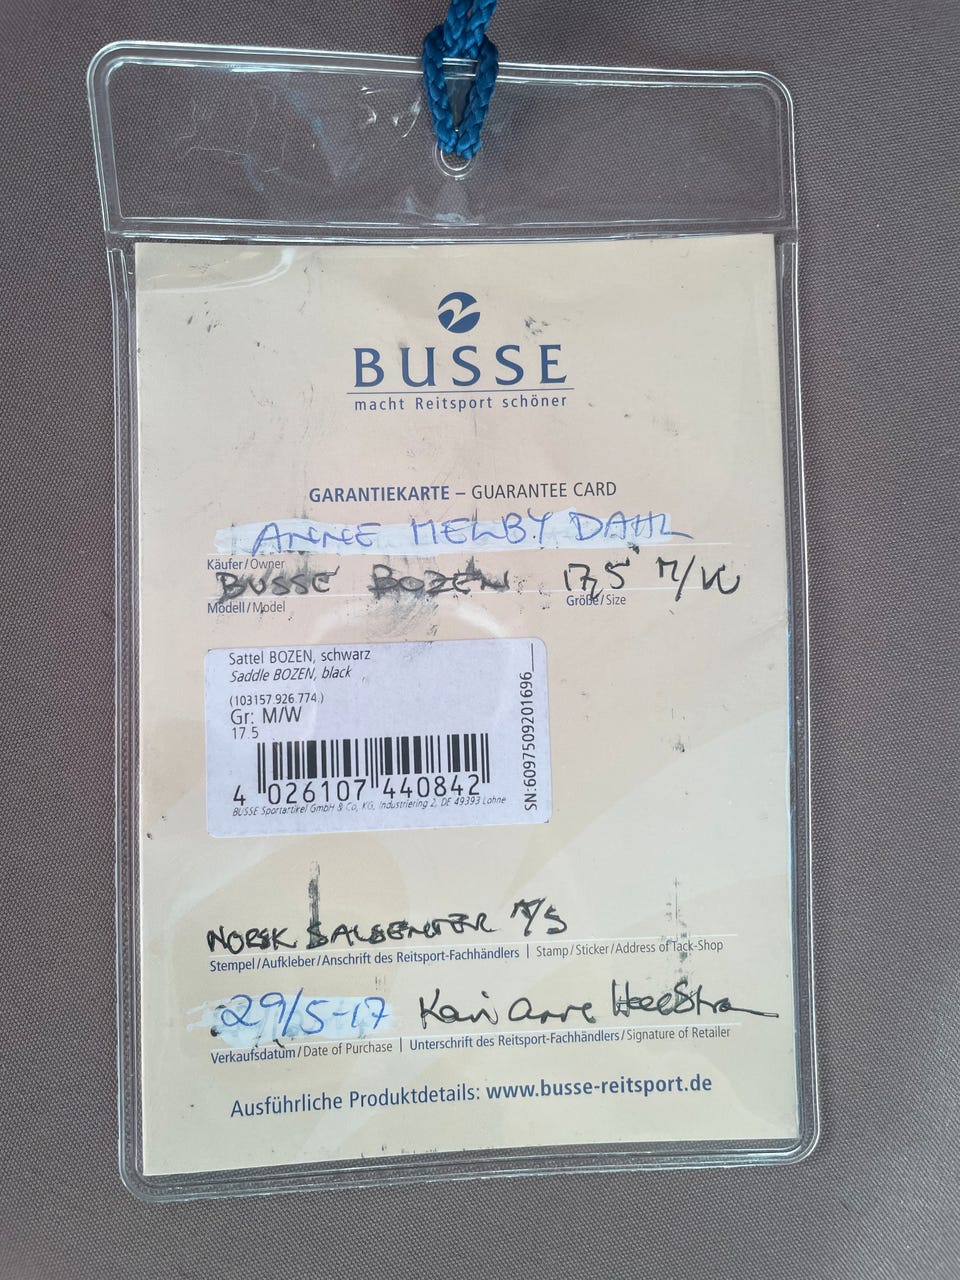 BUSSE
macht Reitsport schöner
GARANTIEKARTE – GUARANTEE CARD
ANNE MELBY DAHL
Käufer/Owner
BUSSE BOZEN 17,5 M/W
Modell/Model Größe/Size
Sattel BOZEN, schwarz
Saddle BOZEN, black
(103157.926.774.)
Gr: M/W
17.5
4 026107 440842
BUSSE Sportartikel GmbH & Co. KG, Industriering 2, DE 49393 Lohne
SN:6097509201696
NORSK SALSENTER A/S
Stempel/Aufkleber/Anschrift des Reitsport-Fachhändlers | Stamp/Sticker/Address of Tack-Shop
29/5-17 Kari Anne
Verkaufsdatum/Date of Purchase | Unterschrift des Reitsport-Fachhändlers/Signature of Retailer
Ausführliche Produktdetails: www.busse-reitsport.de